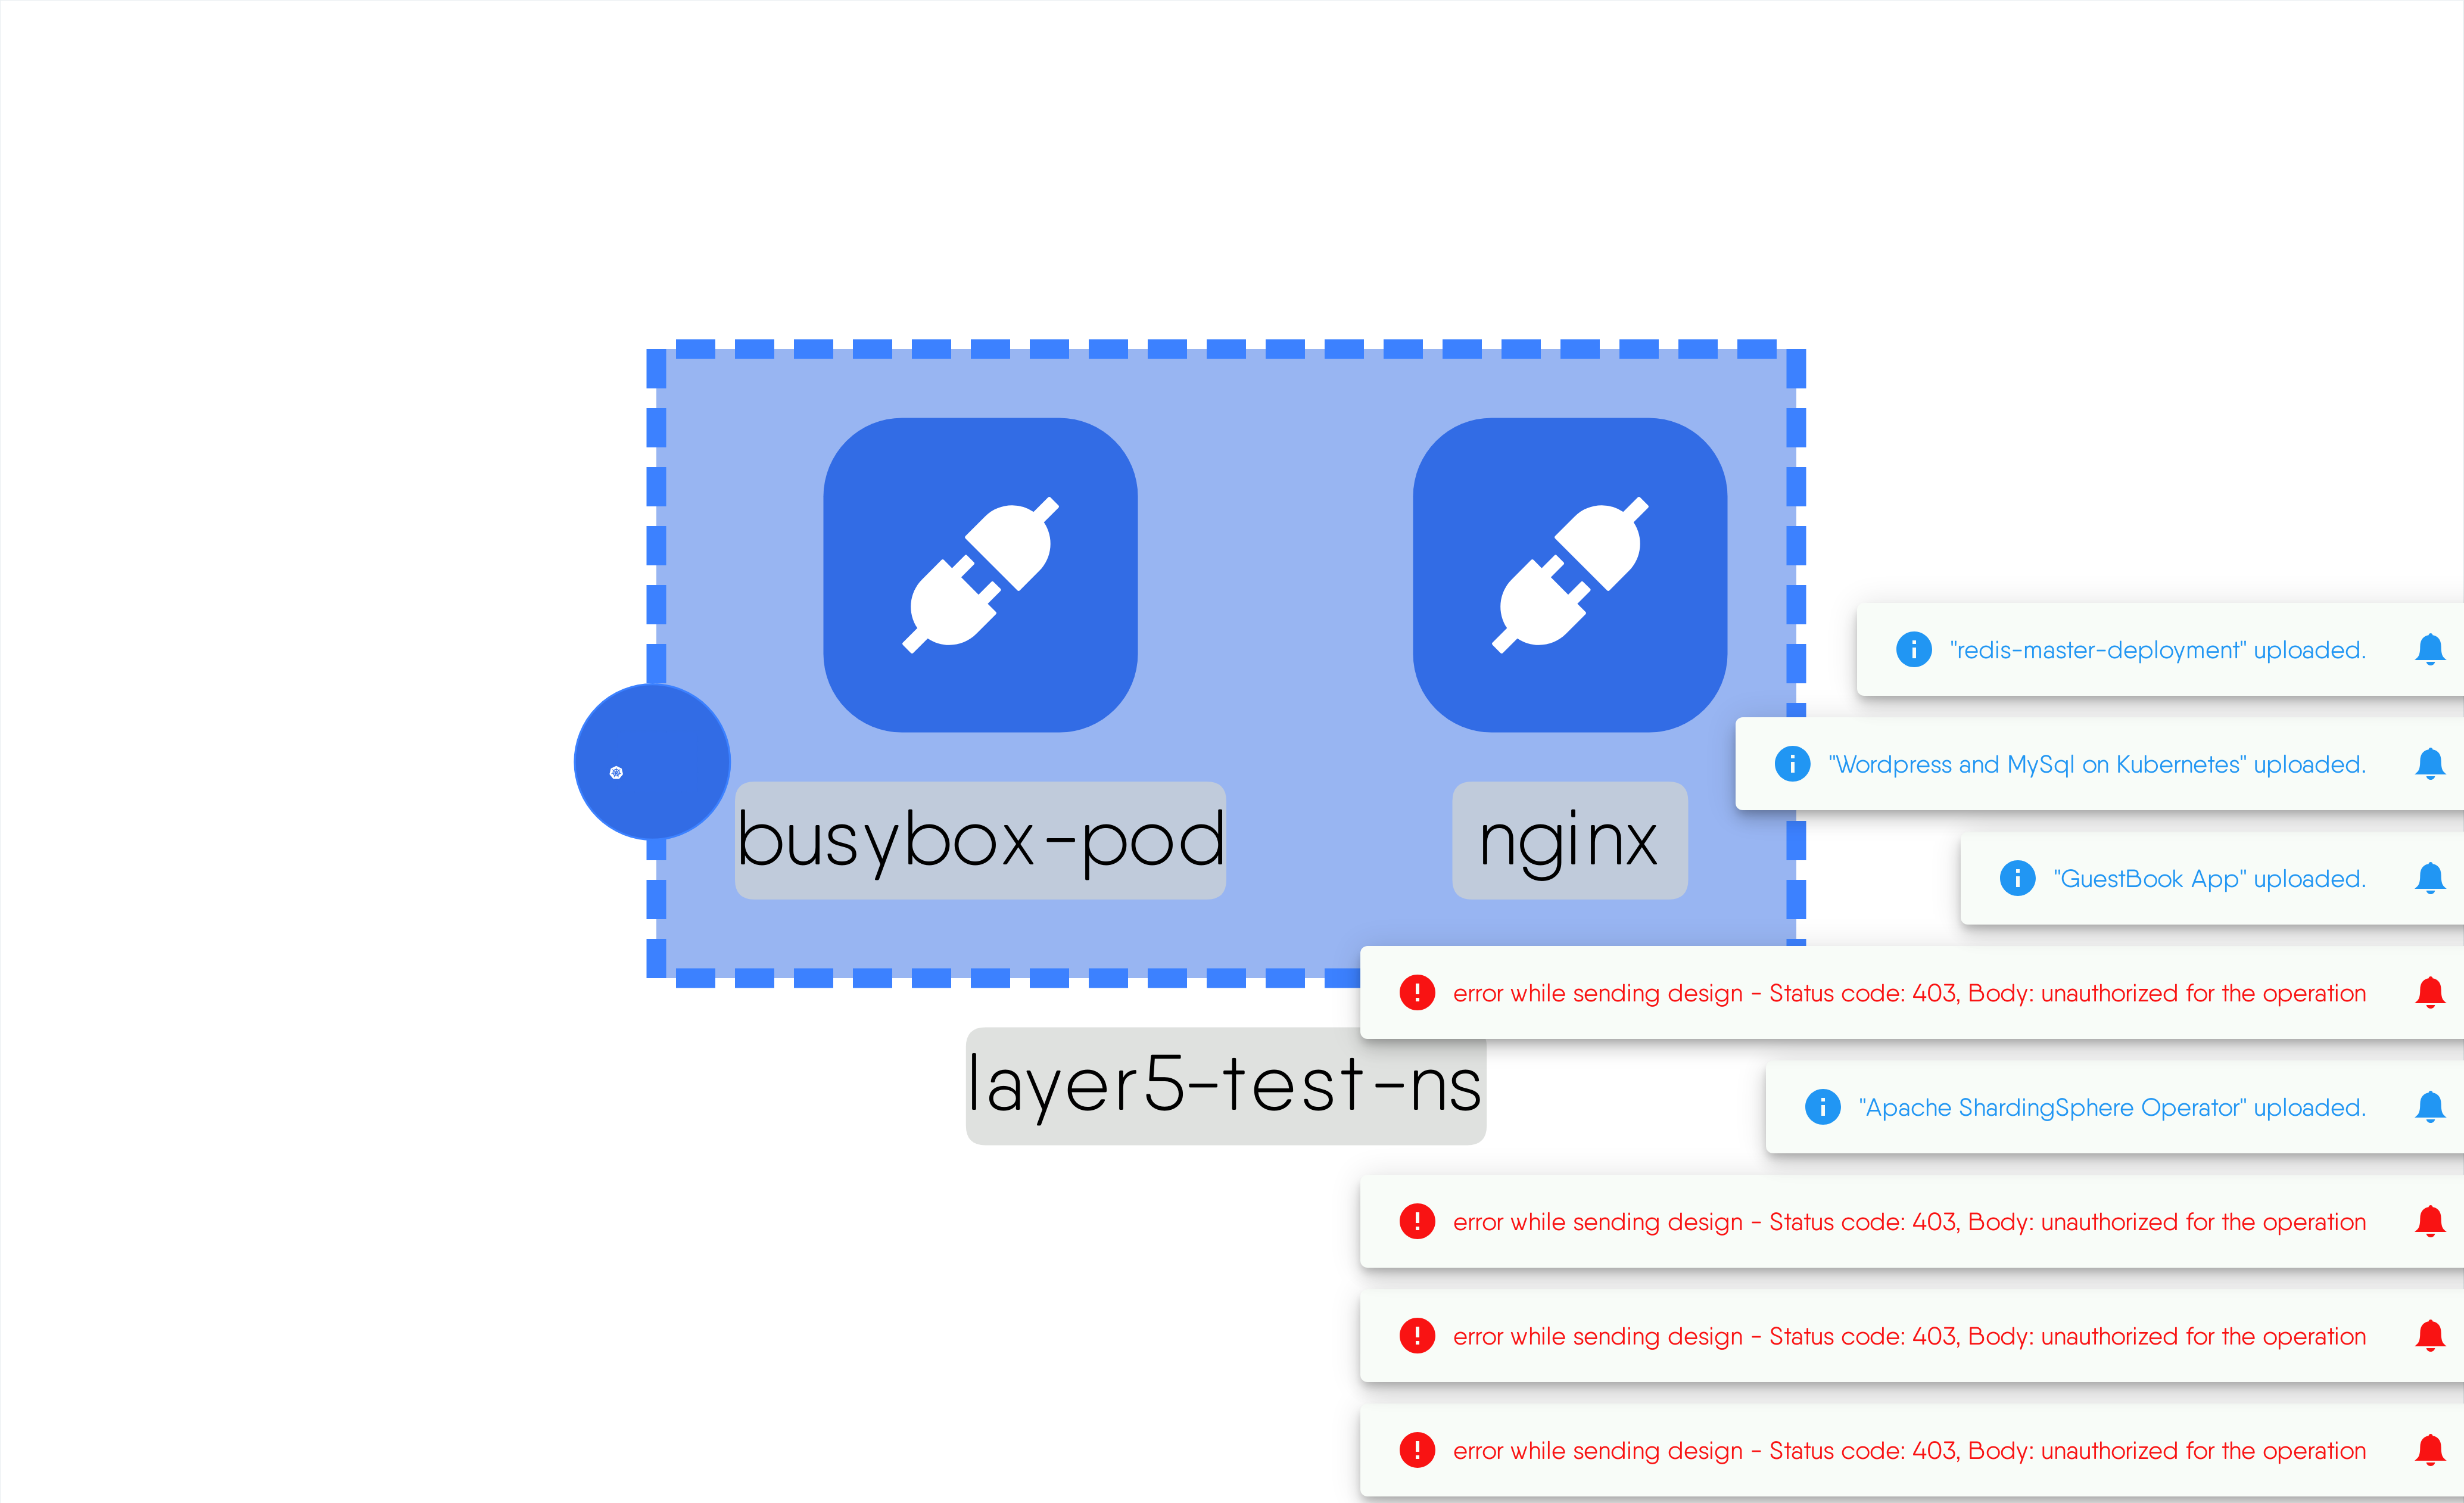 busybox-pod
nginx
layer5-test-ns
"redis-master-deployment" uploaded.
"Wordpress and MySql on Kubernetes" uploaded.
"GuestBook App" uploaded.
error while sending design - Status code: 403, Body: unauthorized for the operation
"Apache ShardingSphere Operator" uploaded.
error while sending design - Status code: 403, Body: unauthorized for the operation
error while sending design - Status code: 403, Body: unauthorized for the operation
error while sending design - Status code: 403, Body: unauthorized for the operation